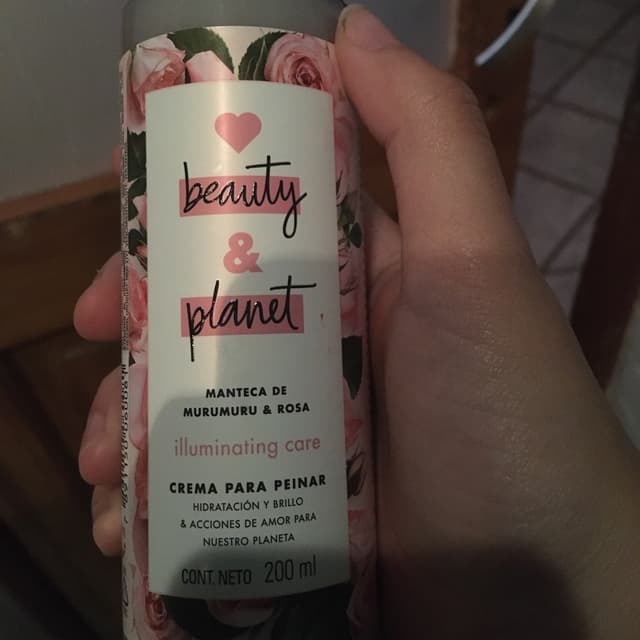 beauty
&
planet
MANTECA DE
MURUMURU & ROSA
illuminating care
CREMA PARA PEINAR
HIDRATACIÓN Y BRILLO
& ACCIONES DE AMOR PARA
NUESTRO PLANETA
CONT. NETO 200 ml